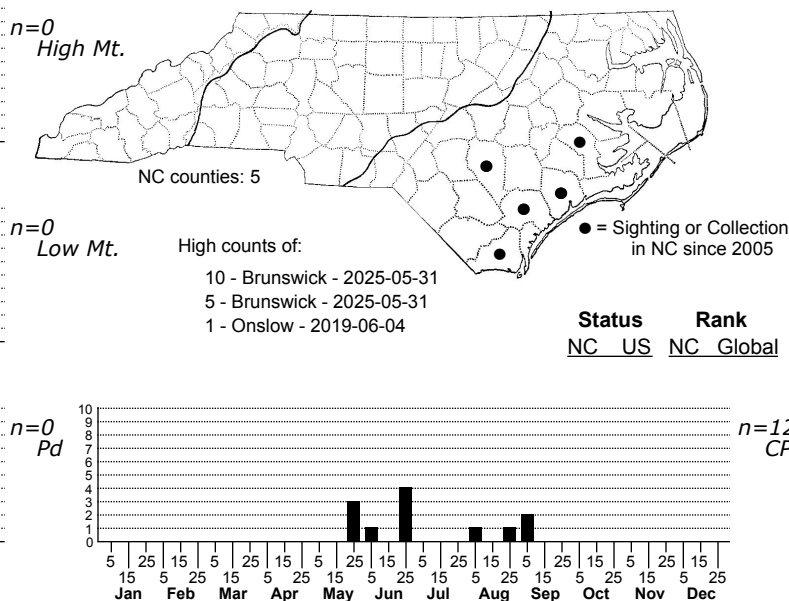 n=0
High Mt.
NC counties: 5
n=0
Low Mt.
High counts of:
10 - Brunswick - 2025-05-31
5 - Brunswick - 2025-05-31
1 - Onslow - 2019-06-04
● = Sighting or Collection
in NC since 2005
Status Rank
NC US NC Global
n=0
Pd
n=12
CP
10
9
8
7
6
5
4
3
2
1
0
5 15 25 5 15 25 5 15 25 5 15 25 5 15 25 5 15 25 5 15 25 5 15 25 5 15 25 5 15 25 5 15 25 5 15 25
Jan Feb Mar Apr May Jun Jul Aug Sep Oct Nov Dec